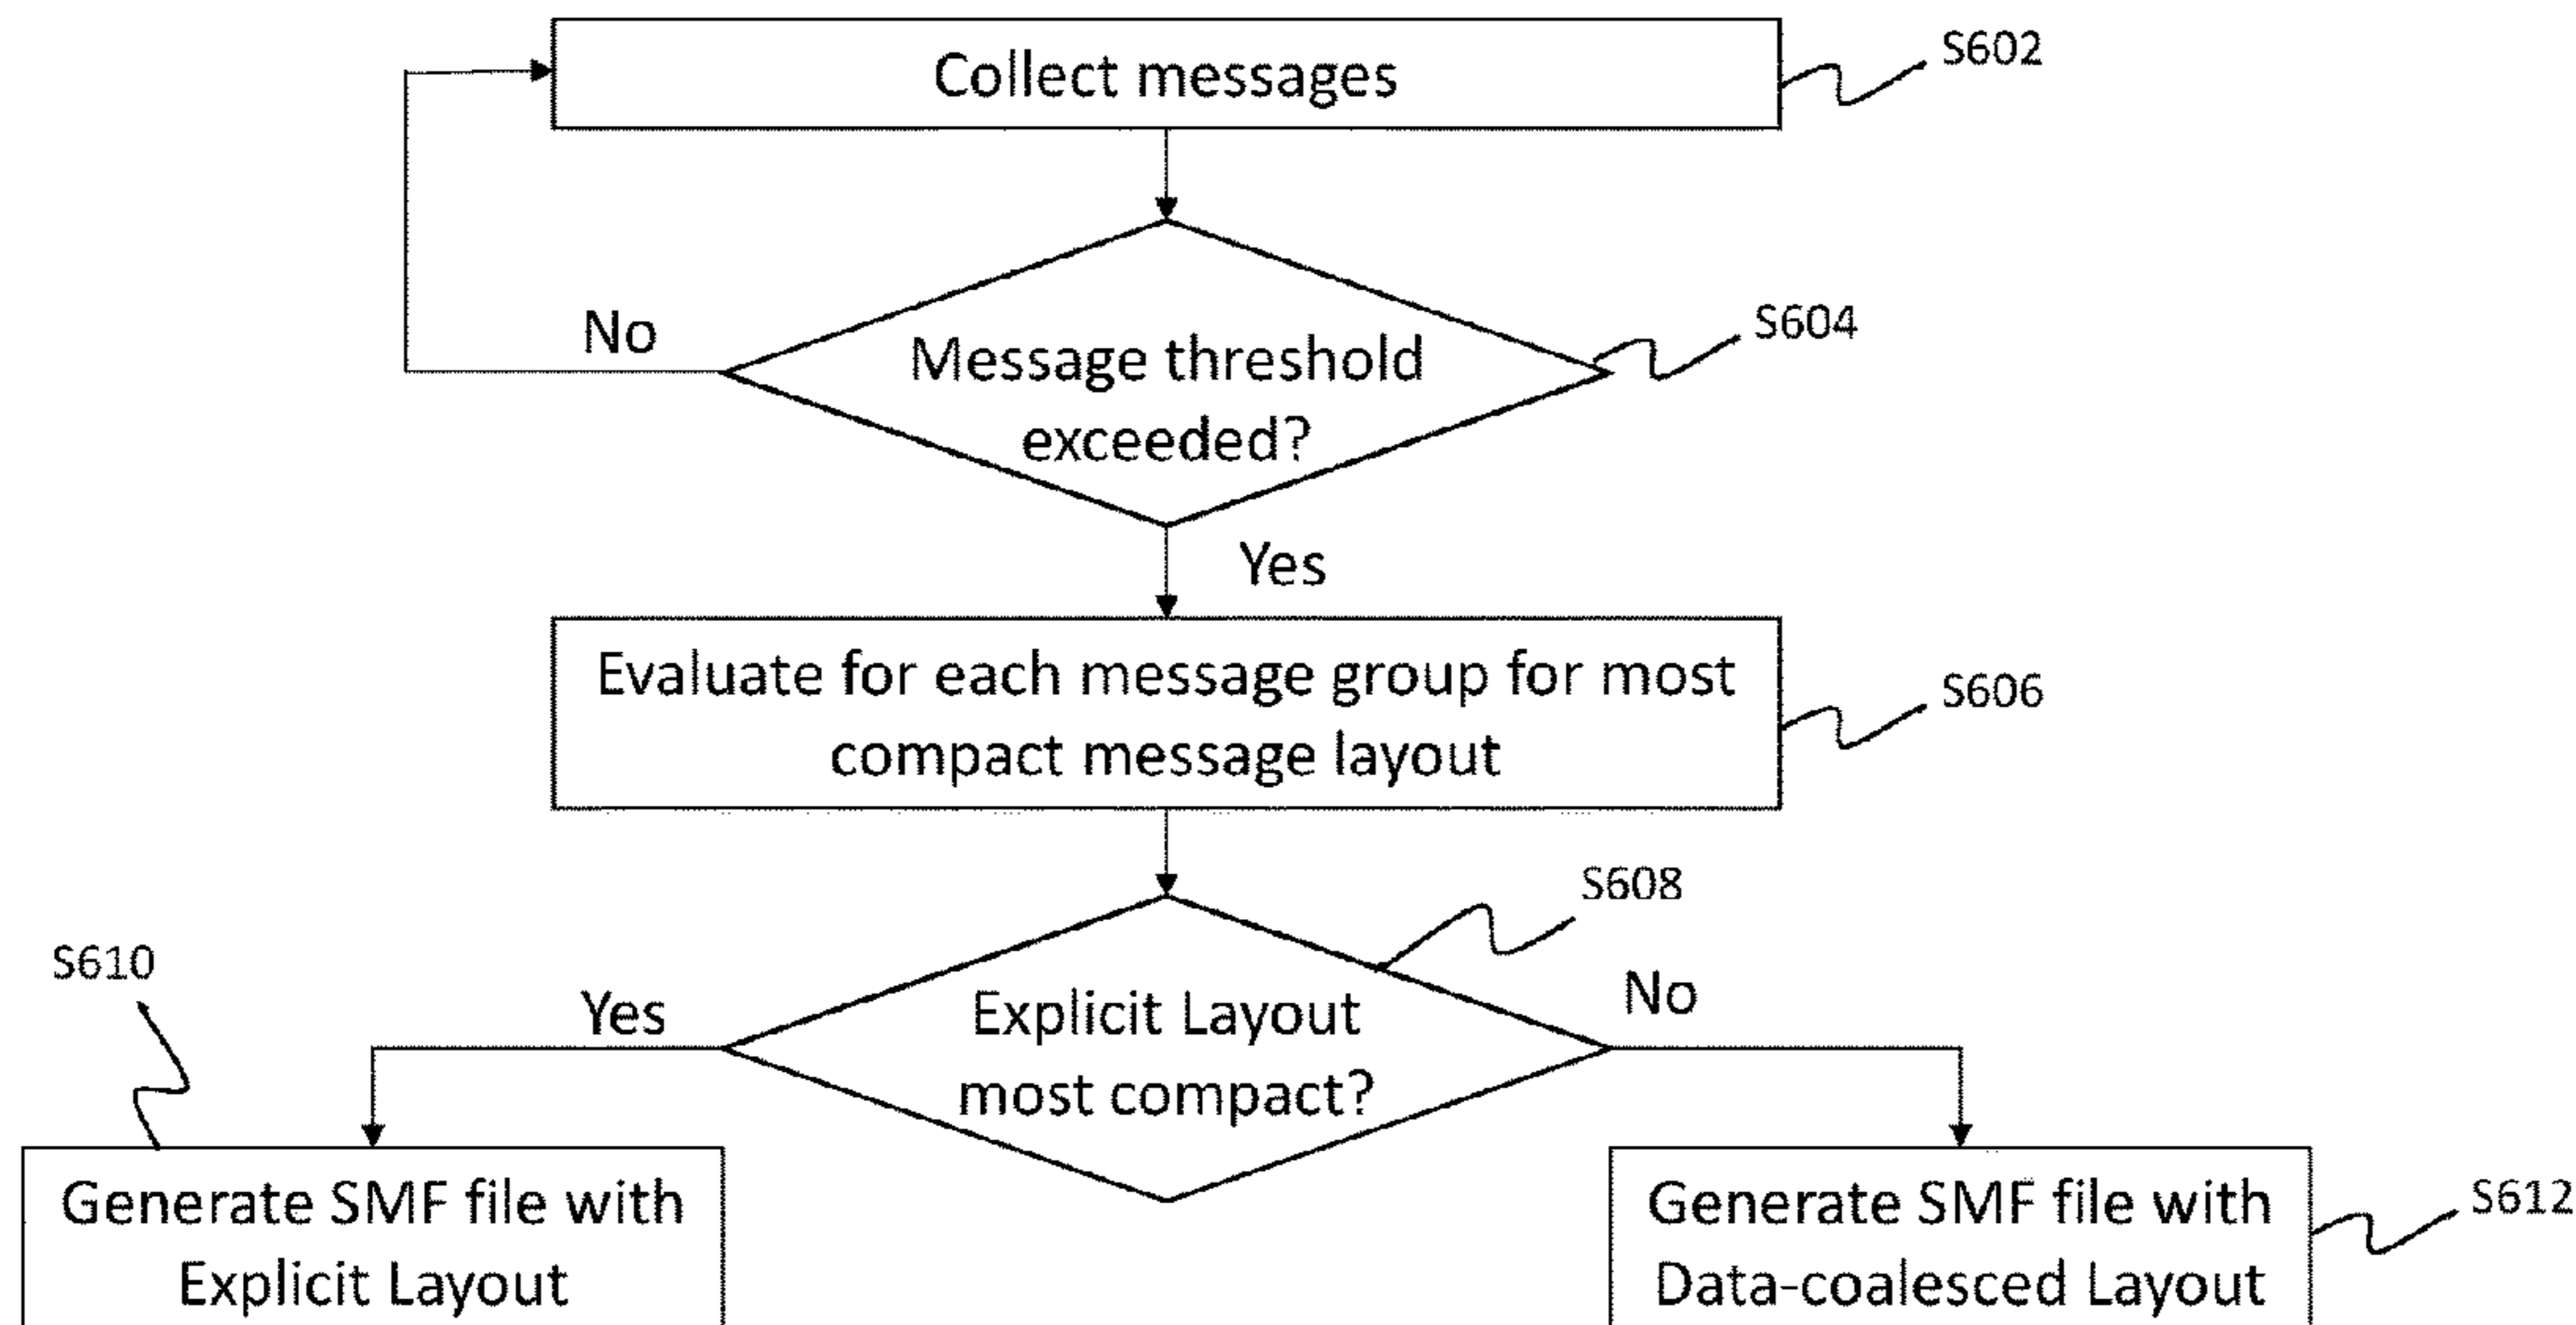 Collect messages
S602
No
Message threshold
exceeded?
S604
Yes
Evaluate for each message group for most
compact message layout
S606
S608
S610
Yes
Explicit Layout
most compact?
No
Generate SMF file with
Explicit Layout
Generate SMF file with
Data-coalesced Layout
S612